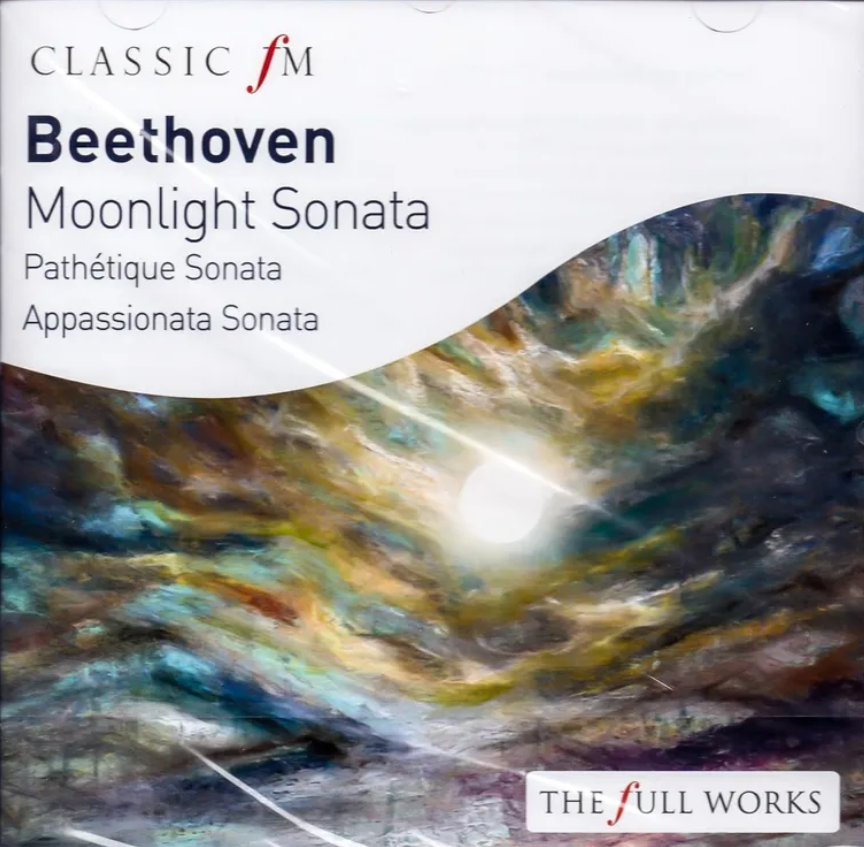 CLASSIC fM
Beethoven
Moonlight Sonata
Pathétique Sonata
Appassionata Sonata
THE fULL WORKS